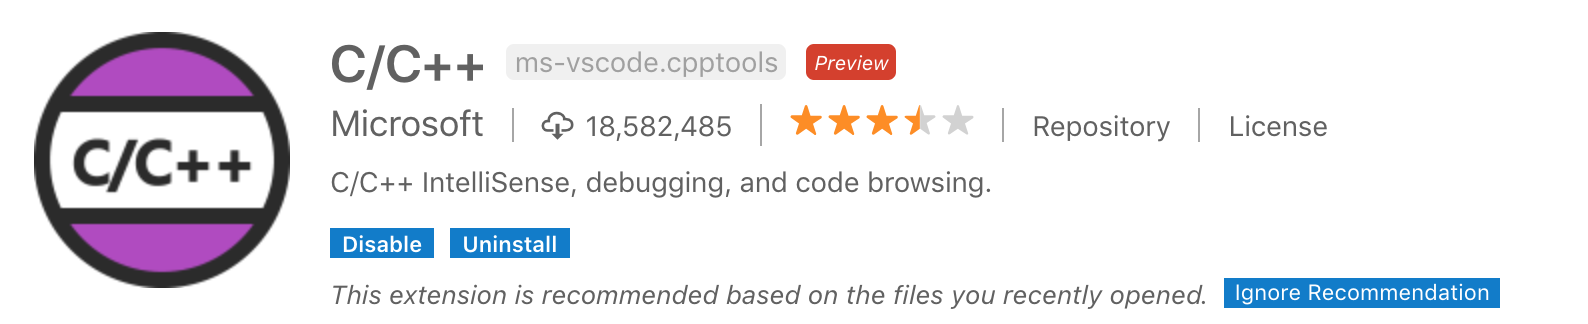 C/C++
C/C++ ms-vscode.cpptools Preview
Microsoft 18,582,485 Repository License
C/C++ IntelliSense, debugging, and code browsing.
Disable Uninstall
This extension is recommended based on the files you recently opened. Ignore Recommendation